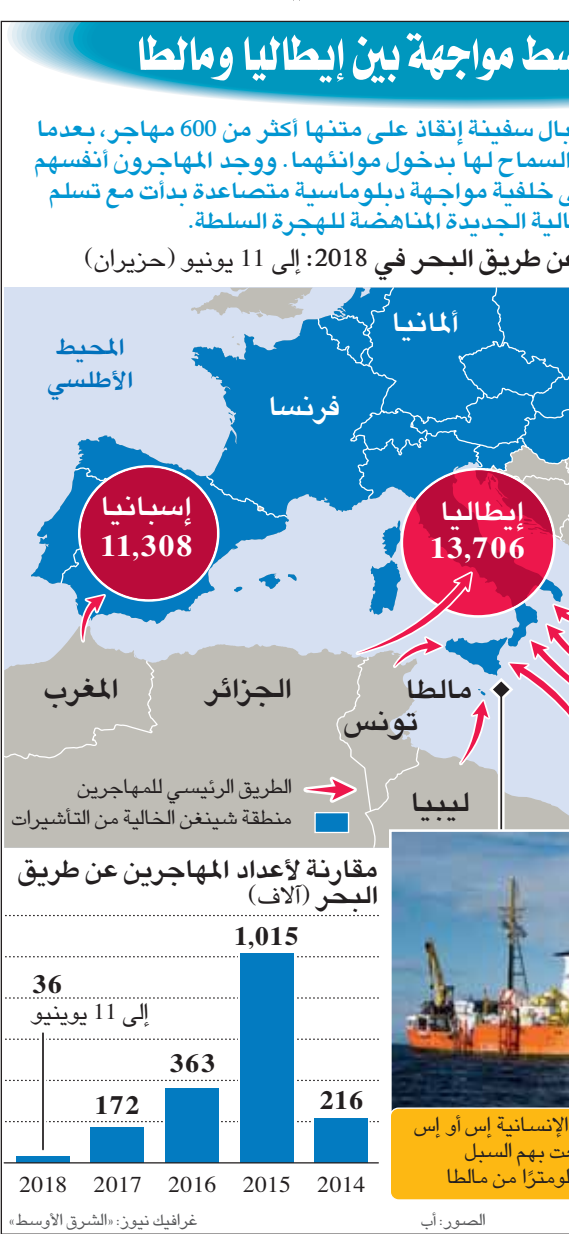 مواجهة بين إيطاليا ومالطا
سفينة إنقاذ على متنها أكثر من 600 مهاجر، بعدما
السماح لها بدخول موانئهما. ووجد المهاجرون أنفسهم
خلفية مواجهة دبلوماسية متصاعدة بدأت مع تسلم
الجديدة المناهضة للهجرة السلطة.
طريق البحر في 2018: إلى 11 يونيو (حزيران)
ألمانيا
المحيط
الأطلسي
فرنسا
إسبانيا
11,308
إيطاليا
13,706
المغرب
الجزائر
مالطا
تونس
ليبيا
الطريق الرئيسي للمهاجرين
منطقة شينغن الخالية من التأشيرات
مقارنة لأعداد المهاجرين عن طريق
البحر (آلاف)
1,015
36
إلى 11 يوينيو
363
172
216
2018 2017 2016 2015 2014
الإنسانية إس أو إس
بهم السبل
من مالطا
الصور: أب
غرافيك نيوز: «الشرق الأوسط»